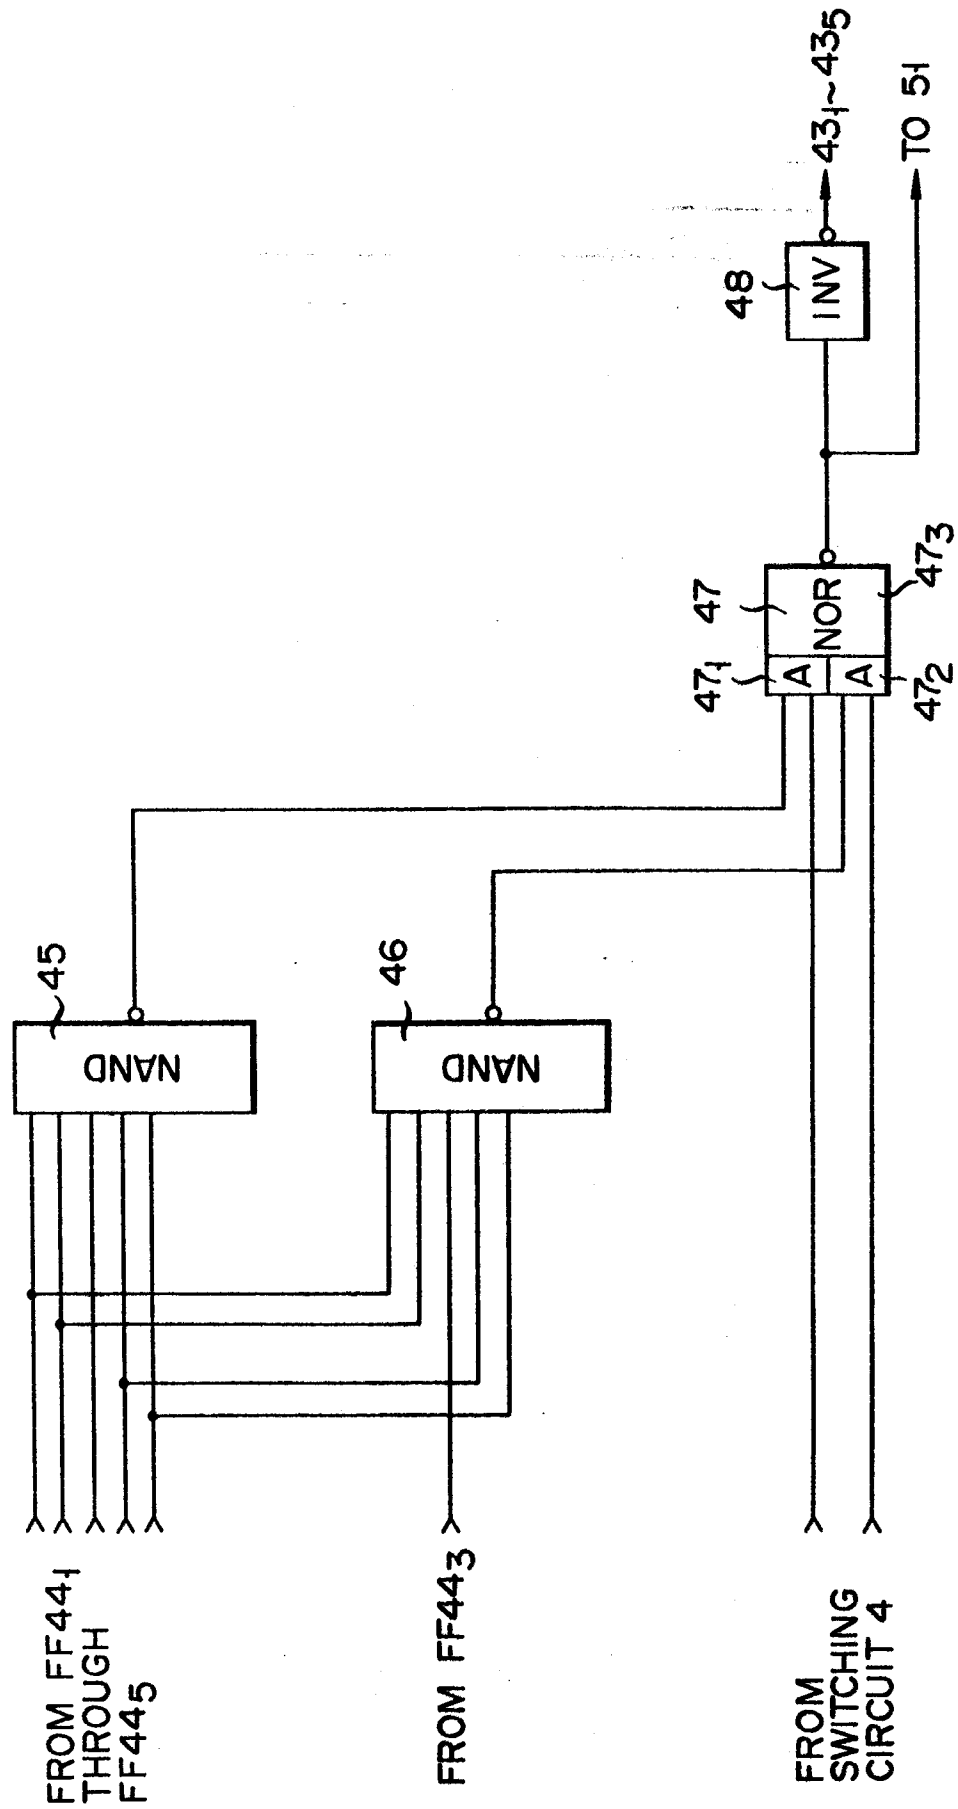 FROM FF44₁
THROUGH
FF44₅
45
NAND
FROM FF44₃
46
NAND
FROM
SWITCHING
CIRCUIT 4
47₁
47
A
A
NOR
47₂
47₃
48
INV
43₁~43₅
TO 51